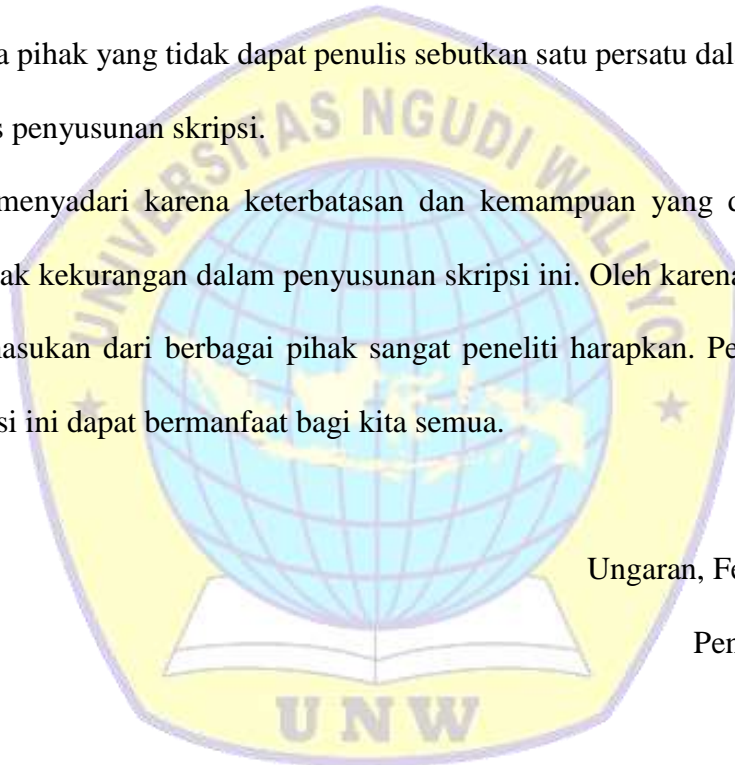 a pihak yang tidak dapat penulis sebutkan satu persatu dal
s penyusunan skripsi.
menyadari karena keterbatasan dan kemampuan yang d
ak kekurangan dalam penyusunan skripsi ini. Oleh karena
masukan dari berbagai pihak sangat peneliti harapkan. Pe
si ini dapat bermanfaat bagi kita semua.
Ungaran, Fe
Pen
UNIVERSITAS NGUDI WALUYO
UNW